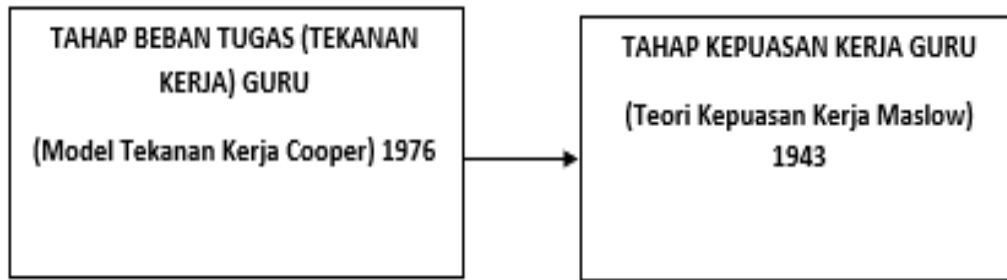 TAHAP BEBAN TUGAS (TEKANAN
KERJA) GURU
(Model Tekanan Kerja Cooper) 1976
TAHAP KEPUASAN KERJA GURU
(Teori Kepuasan Kerja Maslow)
1943